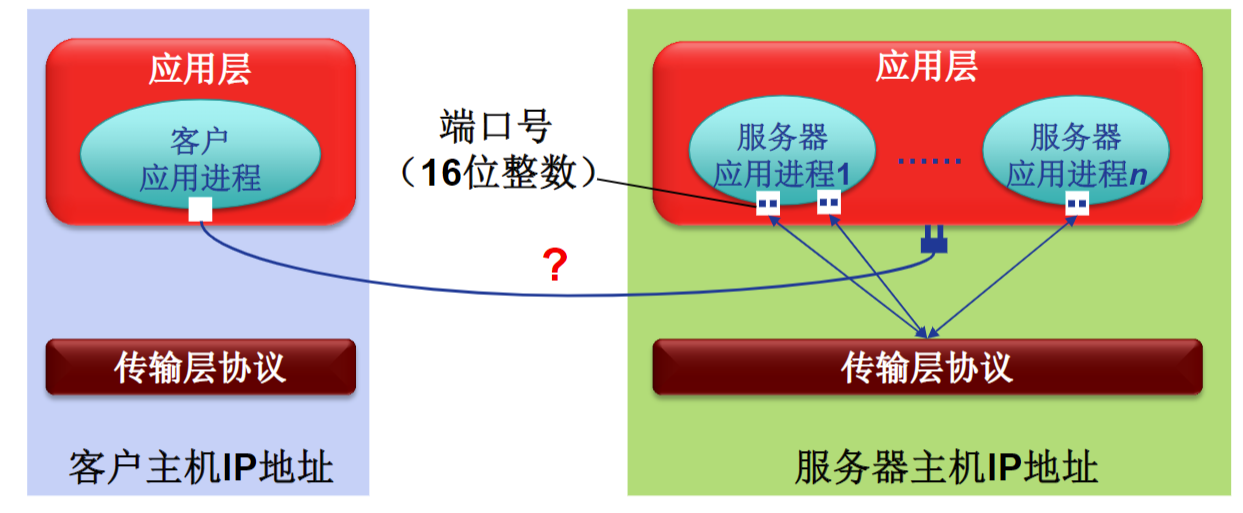 应用层
客户
应用进程
传输层协议
客户主机IP地址
端口号
（16位整数）
?
应用层
服务器
应用进程1
……
服务器
应用进程n
传输层协议
服务器主机IP地址